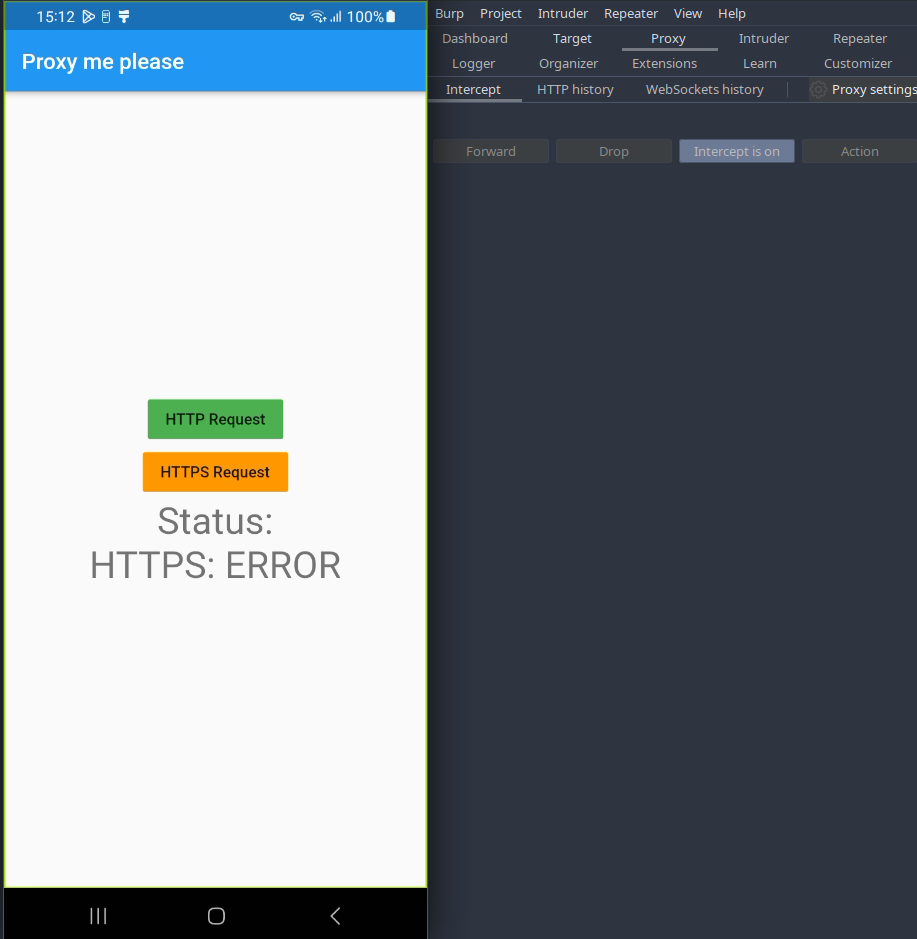 15:12 100%
Proxy me please
HTTP Request
HTTPS Request
Status:
HTTPS: ERROR
Burp Project Intruder Repeater View Help
Dashboard Target Proxy Intruder Repeater
Logger Organizer Extensions Learn Customizer
Intercept HTTP history WebSockets history Proxy settings
Forward Drop Intercept is on Action